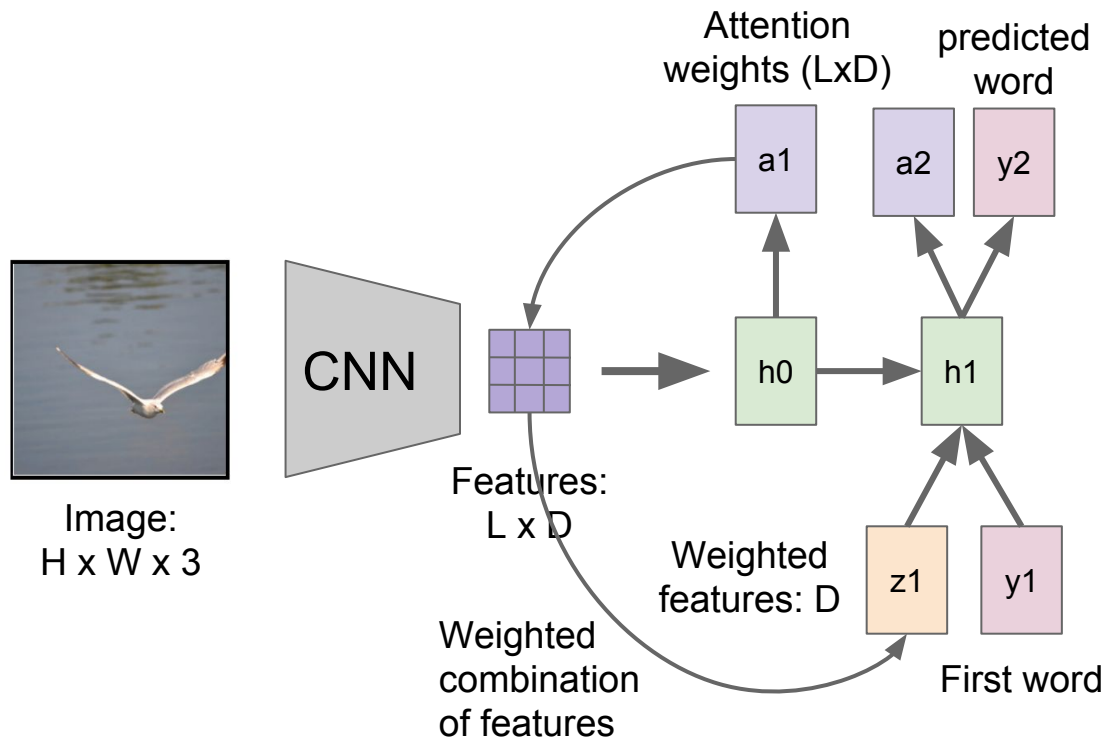 Attention
weights (LxD)
predicted
word
a1
a2
y2
CNN
h0
h1
Features:
L x D
Image:
H x W x 3
Weighted
features: D
z1
y1
Weighted
combination
of features
First word